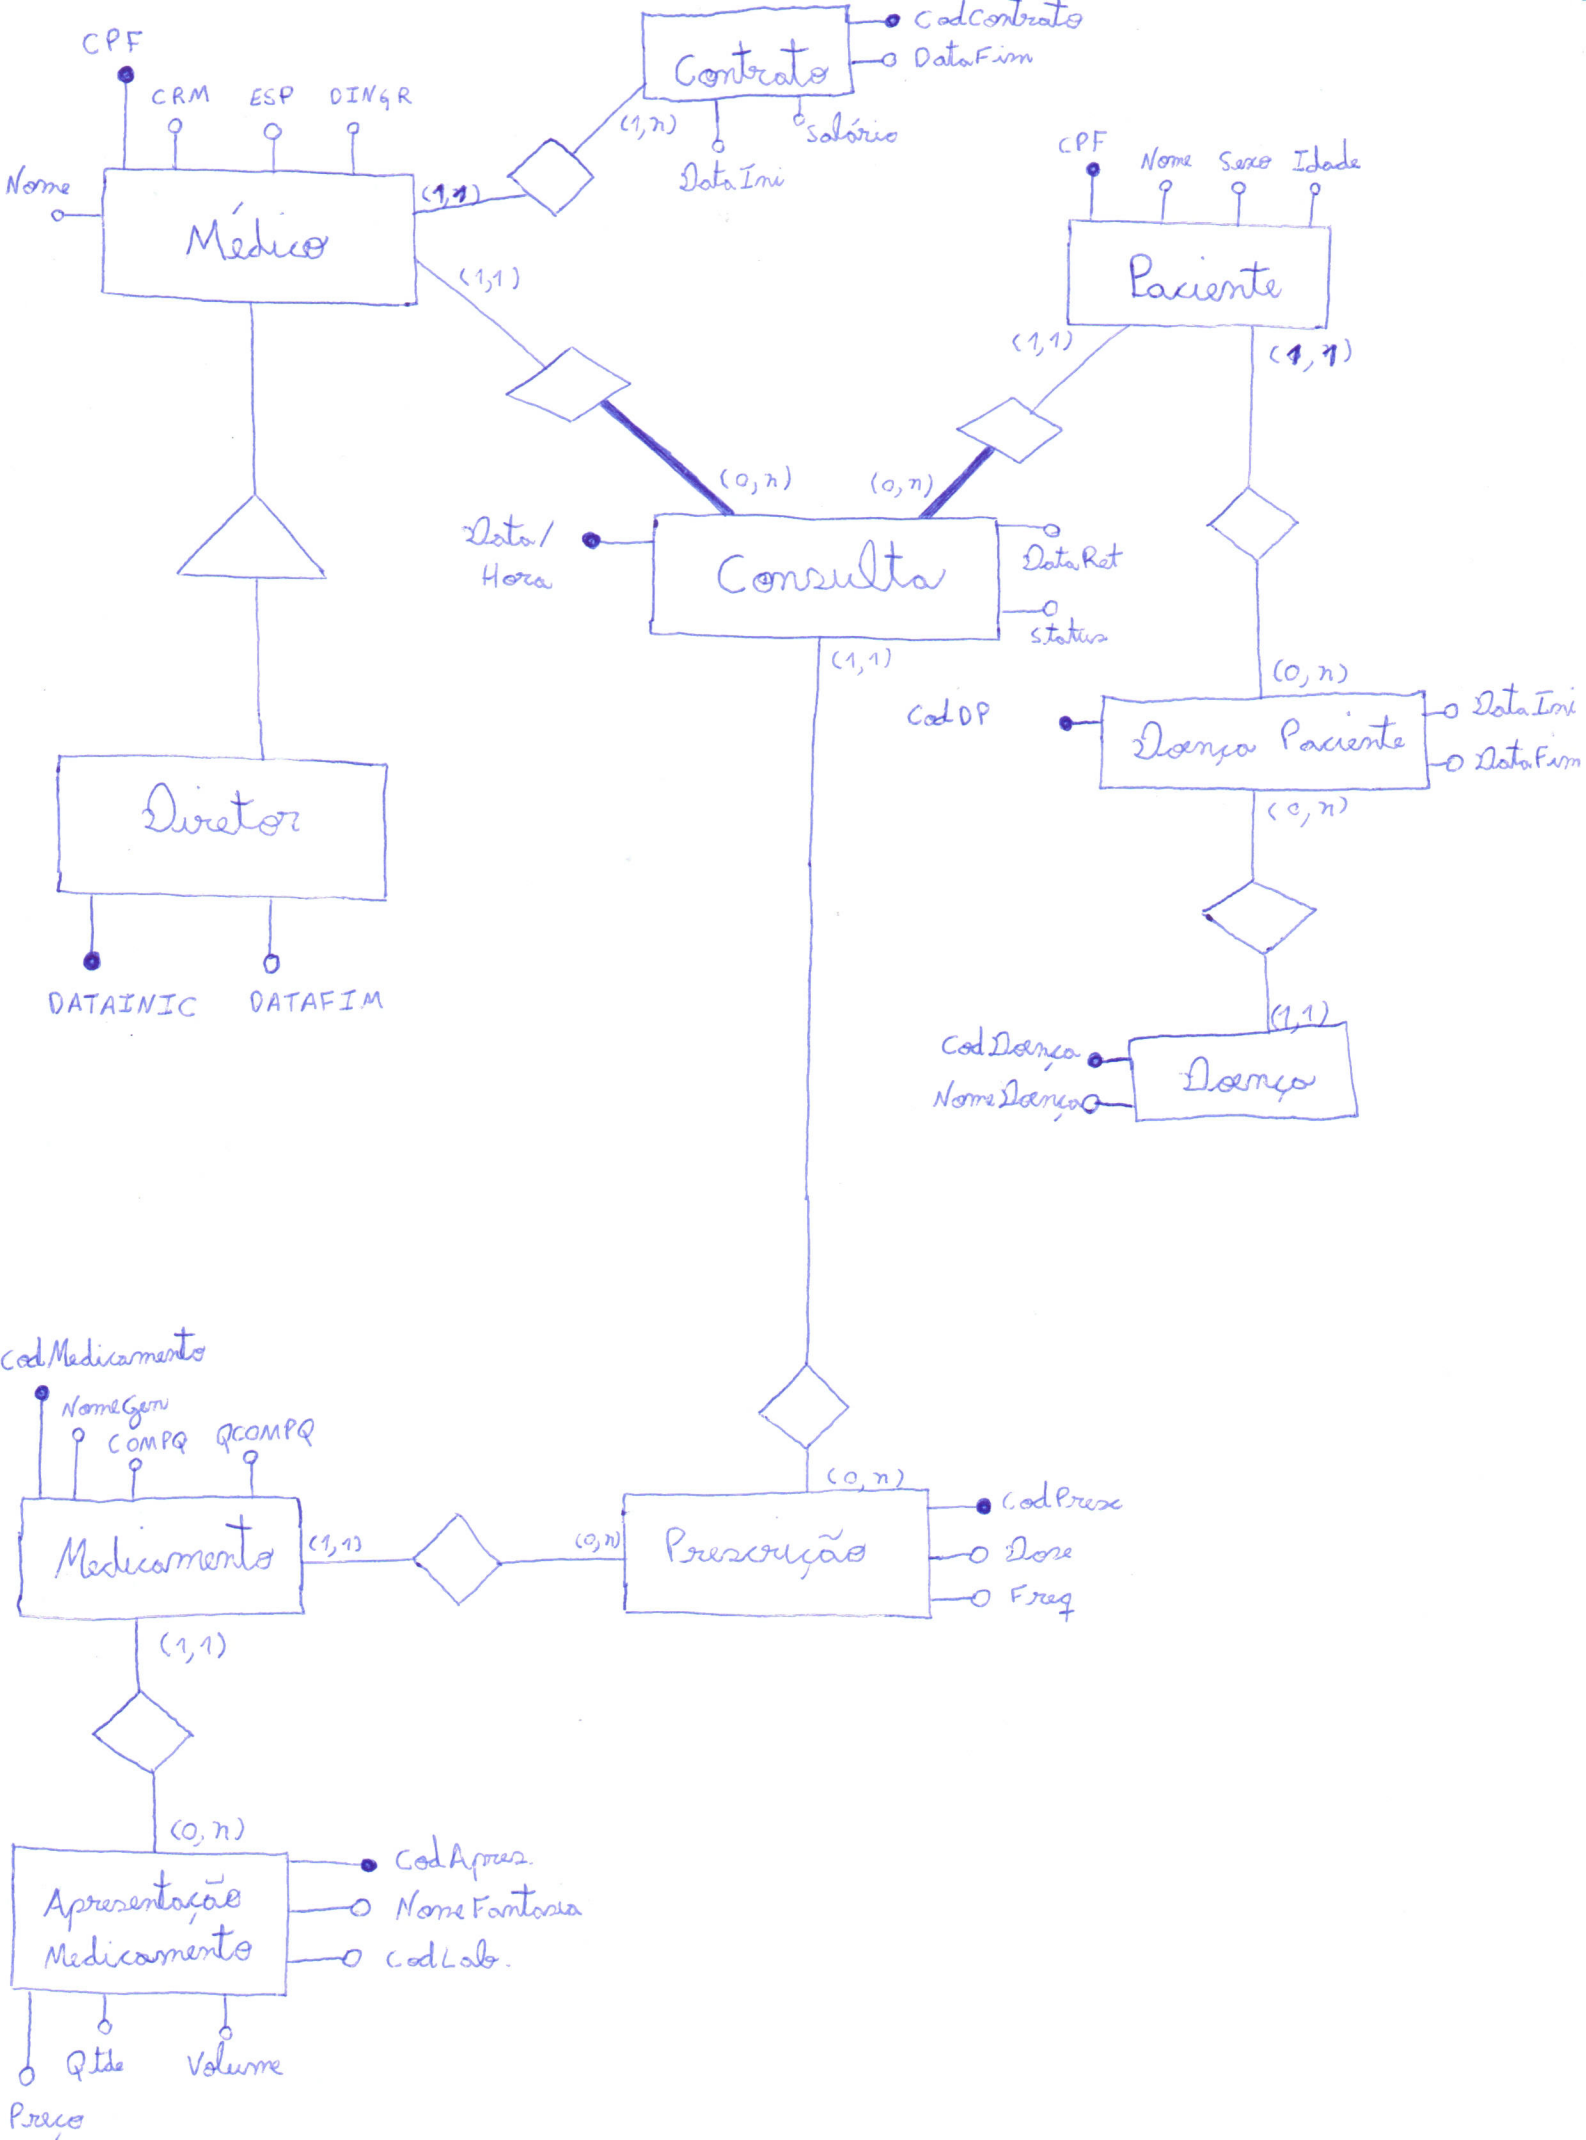 CodContrato
Contrato
DataFim
CPF
CRM
ESP
DINGR
(1,n)
Salário
DataIni
CPF
Nome
Sexo
Idade
Nome
(1,1)
Médico
(1,1)
Paciente
(1,1)
(1,1)
(0,n)
(0,n)
Data/
Hora
Consulta
DataRet
Status
(1,1)
(0,n)
CodDP
Doença Paciente
DataIni
DataFim
(0,n)
Diretor
DATAINIC
DATAFIM
(1,1)
CodDoença
Doença
NomeDoença
CodMedicamento
NomeGen
COMPQ
QCOMPQ
(0,n)
Medicamento
(1,1)
(0,n)
Prescrição
CodPresc
Dose
Freq
(1,1)
(0,n)
Apresentação
Medicamento
CodApres.
NomeFantasia
CodLab.
Qtde
Volume
Preço